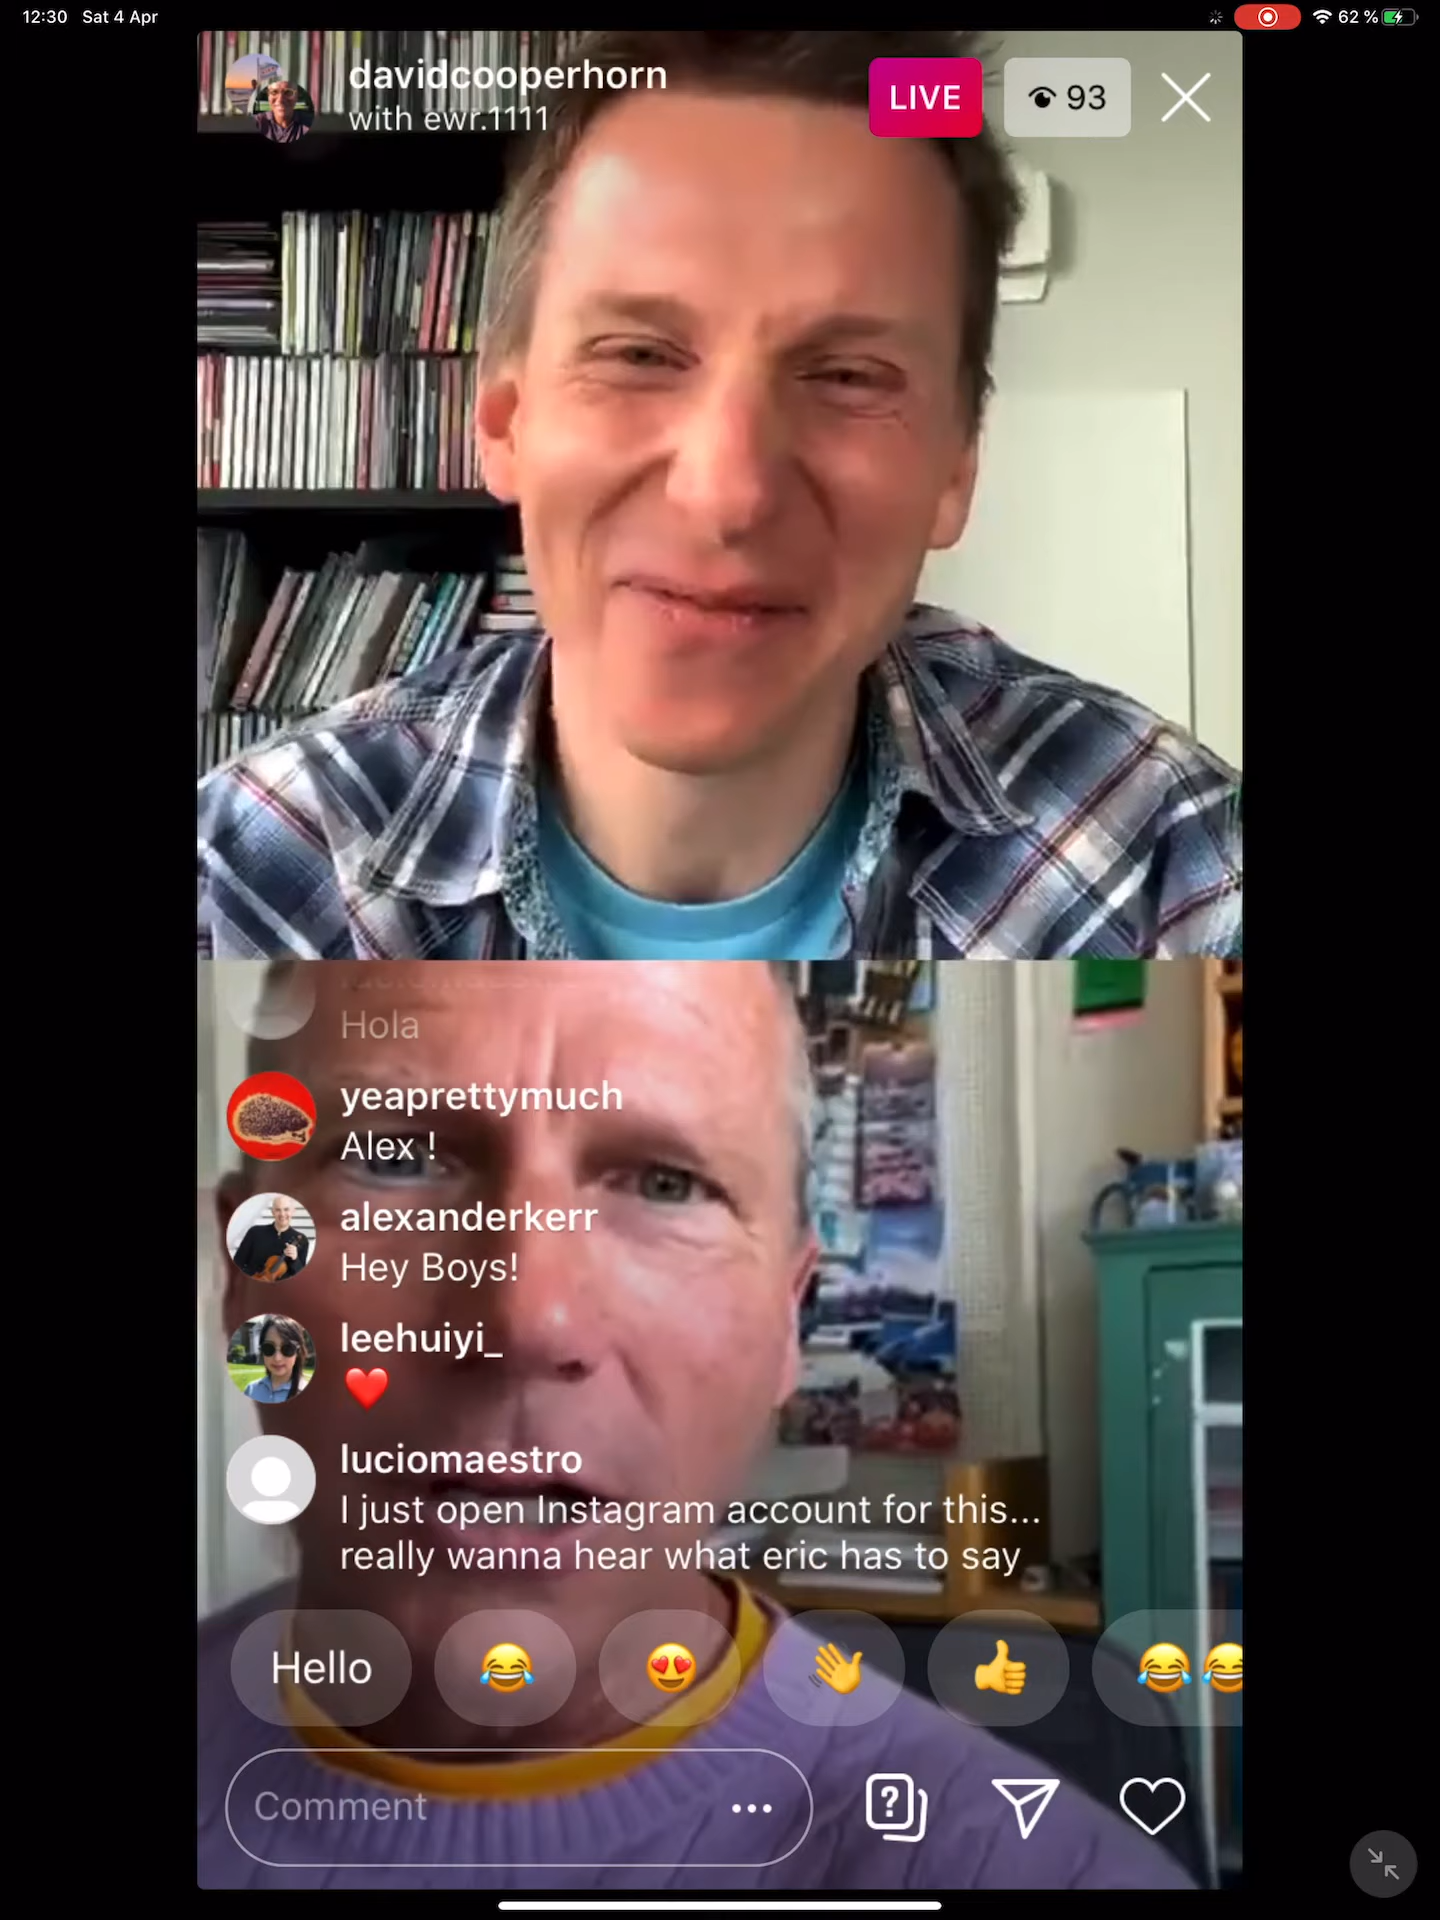 12:30 Sat 4 Apr
62 %
davidcooperhorn
with ewr.1111
LIVE
93
Hola
yeaprettymuch
Alex !
alexanderkerr
Hey Boys!
leehuiyi_
luciomaestro
I just open Instagram account for this...
really wanna hear what eric has to say
Hello
Comment